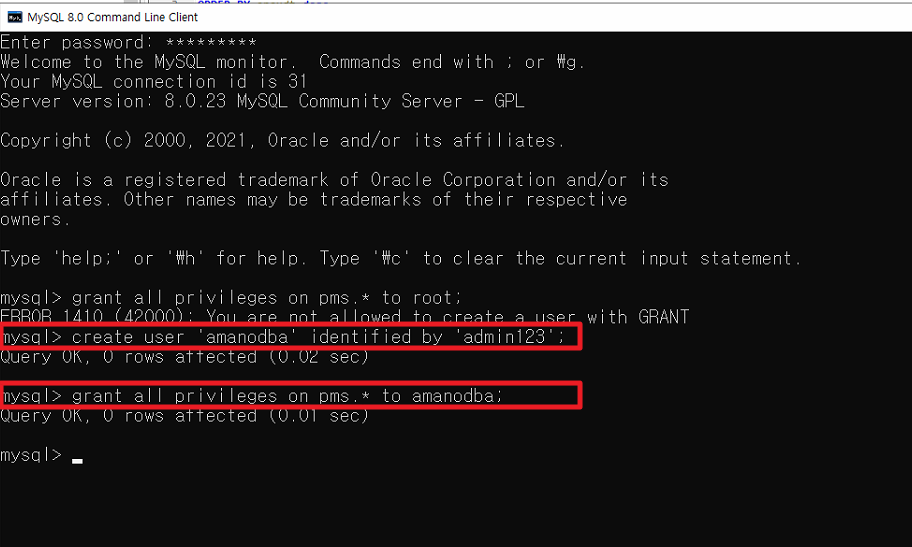 ORDER BY
MySQL 8.0 Command Line Client
Enter password: *********
Welcome to the MySQL monitor.  Commands end with ; or ₩g.
Your MySQL connection id is 31
Server version: 8.0.23 MySQL Community Server - GPL
Copyright (c) 2000, 2021, Oracle and/or its affiliates.
Oracle is a registered trademark of Oracle Corporation and/or its
affiliates. Other names may be trademarks of their respective
owners.
Type 'help;' or '₩h' for help. Type '₩c' to clear the current input statement.
mysql> grant all privileges on pms.* to root;
ERROR 1410 (42000): You are not allowed to create a user with GRANT
mysql> create user 'amanodba' identified by 'admin123';
Query OK, 0 rows affected (0.02 sec)
mysql> grant all privileges on pms.* to amanodba;
Query OK, 0 rows affected (0.01 sec)
mysql> _